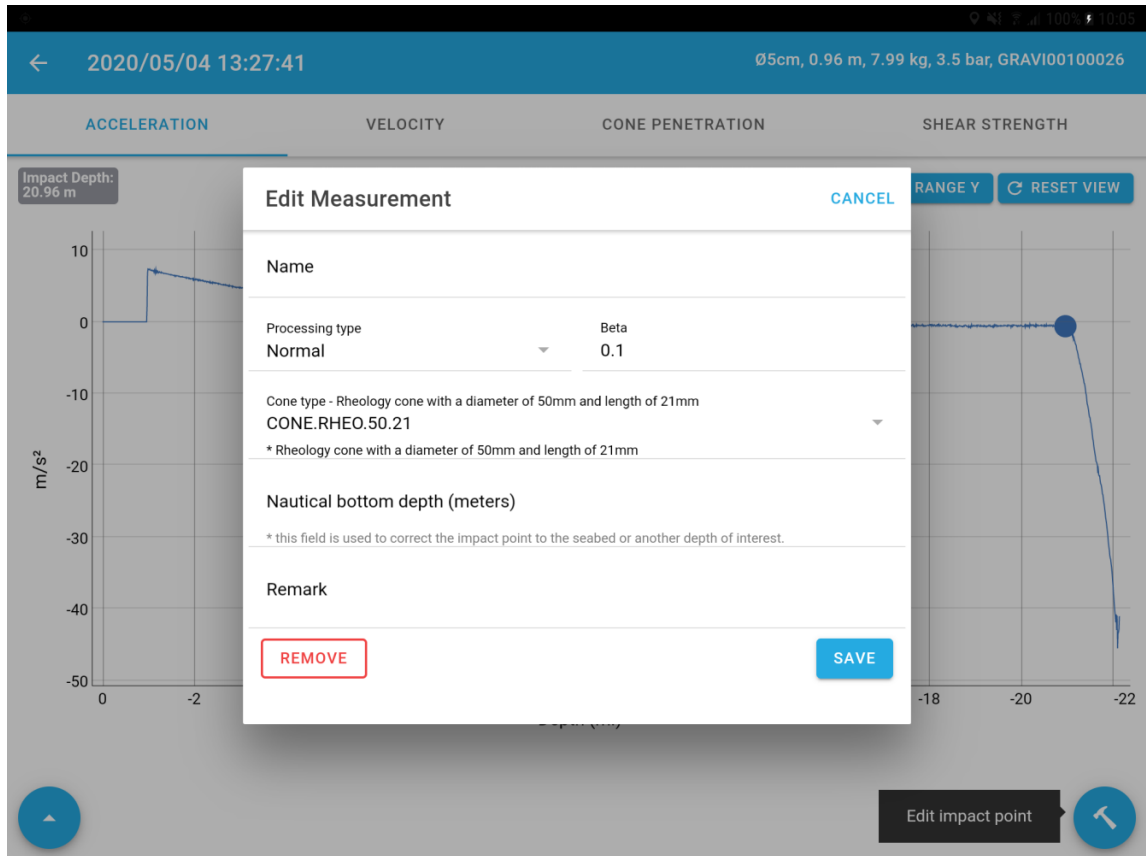 100% 10:05
2020/05/04 13:27:41
Ø5cm, 0.96 m, 7.99 kg, 3.5 bar, GRAVI00100026
ACCELERATION VELOCITY CONE PENETRATION SHEAR STRENGTH
Impact Depth:
20.96 m
RANGE Y
RESET VIEW
Edit Measurement
CANCEL
Name
Processing type
Normal
Beta
0.1
Cone type - Rheology cone with a diameter of 50mm and length of 21mm
CONE.RHEO.50.21
* Rheology cone with a diameter of 50mm and length of 21mm
Nautical bottom depth (meters)
* this field is used to correct the impact point to the seabed or another depth of interest.
Remark
REMOVE
SAVE
m/s²
10
0
-10
-20
-30
-40
-50
0 -2 -18 -20 -22
Edit impact point